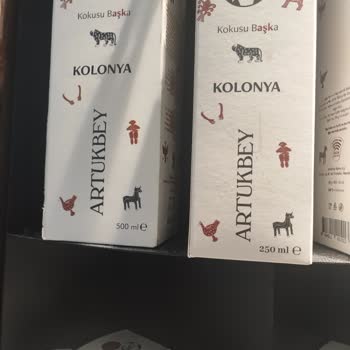 Kokusu Başka
KOLONYA
ARTUKBEY
500 ml ℮
Kokusu Başka
KOLONYA
ARTUKBEY
250 ml ℮